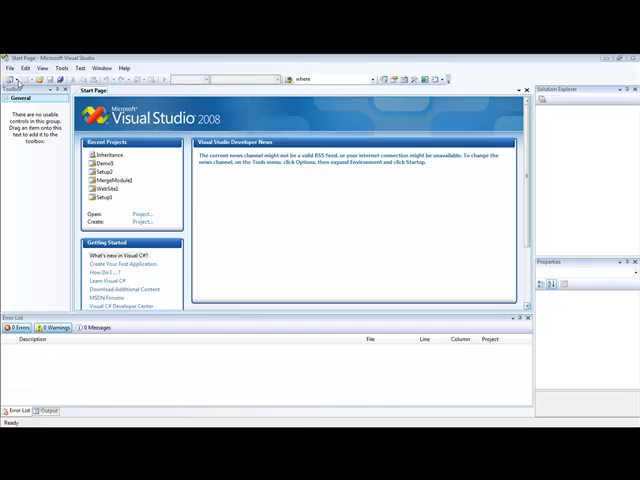 Start Page - Microsoft Visual Studio
File Edit View Tools Test Window Help
where
Toolbox
General
There are no usable
controls in this group.
Drag an item onto this
text to add it to the
toolbox.
Start Page
Microsoft®
Visual Studio 2008
Recent Projects
Inheritance
Demo5
Setup2
MergeModule1
WebSite1
Setup1
Open: Project...
Create: Project...
Getting Started
What's new in Visual C#?
Create Your First Application
How Do I ... ?
Learn Visual C#
Download Additional Content
MSDN Forums
Visual C# Developer Center
Visual Studio Developer News
The current news channel might not be a valid RSS feed, or your internet connection might be unavailable. To change the
news channel, on the Tools menu, click Options, then expand Environment and click Startup.
Solution Explorer
Properties
Error List
0 Errors 0 Warnings 0 Messages
Description File Line Column Project
Error List Output
Ready